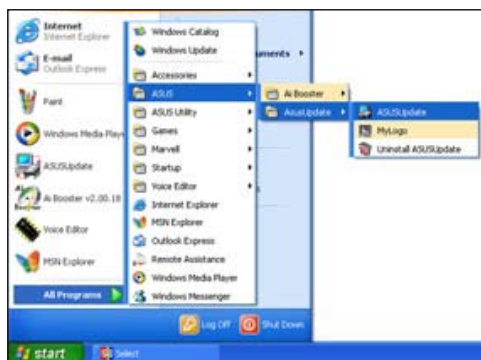 Internet
Internet Explorer
E-mail
Outlook Express
Paint
Windows Media Play
ASUSUpdate
Ai Booster v2.00.18
Voice Editor
MSN Explorer
All Programs
Windows Catalog
Windows Update
Accessories
ASUS
ASUS Utility
Games
Marvell
Startup
Voice Editor
Internet Explorer
MSN Explorer
Outlook Express
Remote Assistance
Windows Media Player
Windows Messenger
uments
Ai Booster
AsusUpdate
ASUSUpdate
MyLogo
Uninstall ASUSUpdate
Log Off
Shut Down
start
Select